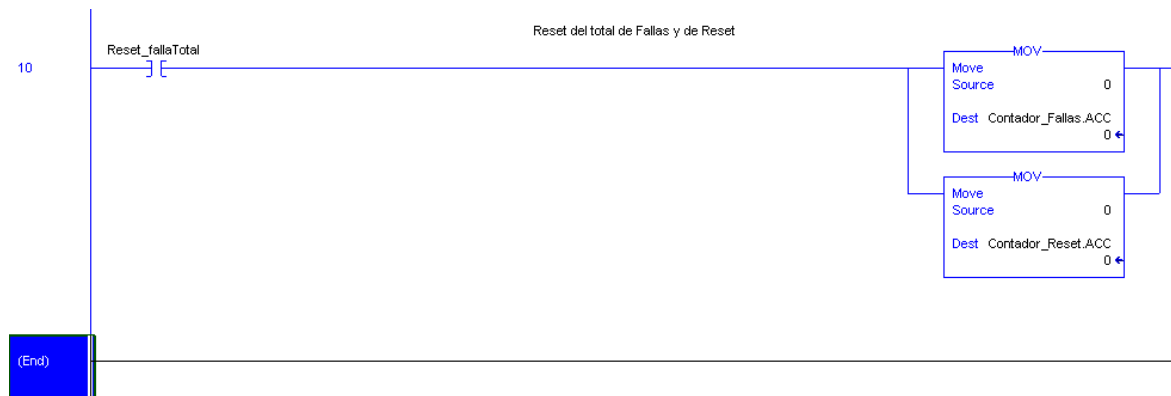 Reset del total de Fallas y de Reset
Reset_fallaTotal
10
MOV
Move
Source 0
Dest Contador_Fallas.ACC
0
MOV
Move
Source 0
Dest Contador_Reset.ACC
0
(End)